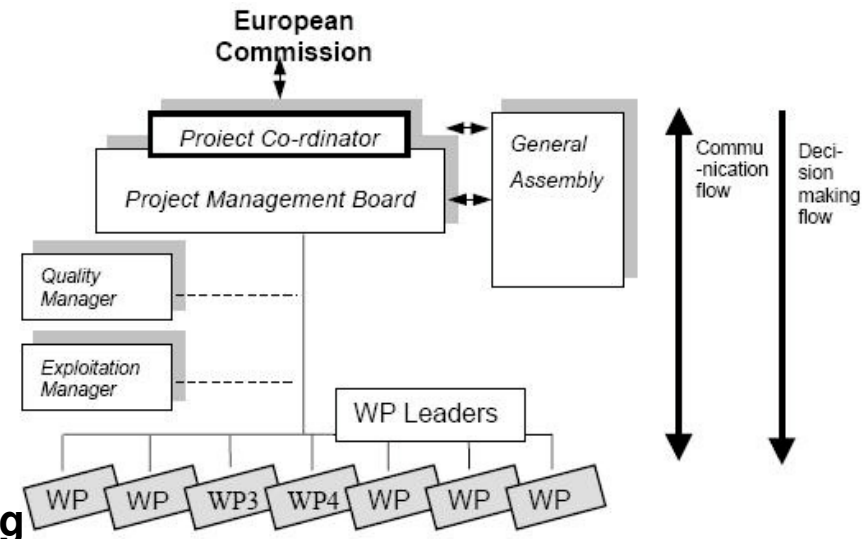 European
Commission
Project Co-rdinator
Project Management Board
General
Assembly
Commu
-nication
flow
Deci-
sion
making
flow
Quality
Manager
Exploitation
Manager
WP Leaders
WP
WP
WP3
WP4
WP
WP
WP
g